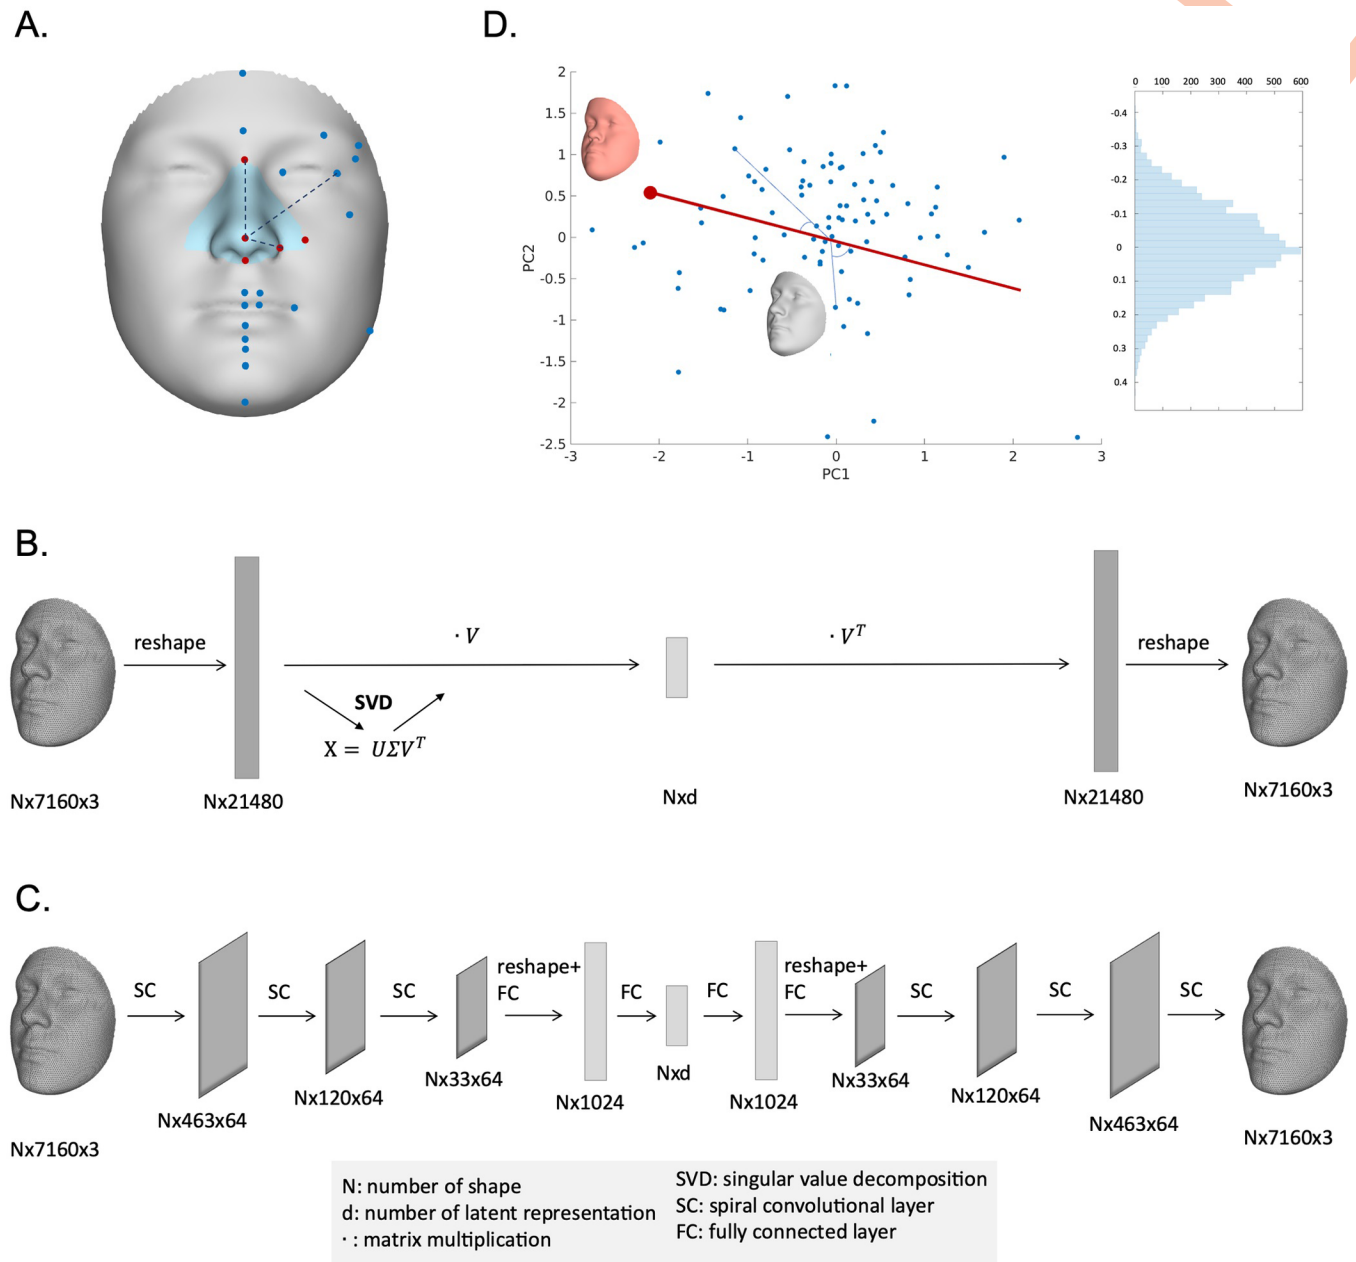 A.
D.
2
1.5
1
0.5
0
-0.5
-1
-1.5
-2
-2.5
PC2
-3
-2
-1
0
1
2
3
PC1
0 100 200 300 400 500 600
-0.4
-0.3
-0.2
-0.1
0
0.1
0.2
0.3
0.4
B.
reshape
· V
SVD
X = UΣV^T
· V^T
reshape
Nx7160x3
Nx21480
Nxd
Nx21480
Nx7160x3
C.
SC
SC
SC
reshape+
FC
FC
FC
reshape+
FC
SC
SC
SC
Nx7160x3
Nx463x64
Nx120x64
Nx33x64
Nx1024
Nxd
Nx1024
Nx33x64
Nx120x64
Nx463x64
Nx7160x3
N: number of shape
d: number of latent representation
· : matrix multiplication
SVD: singular value decomposition
SC: spiral convolutional layer
FC: fully connected layer